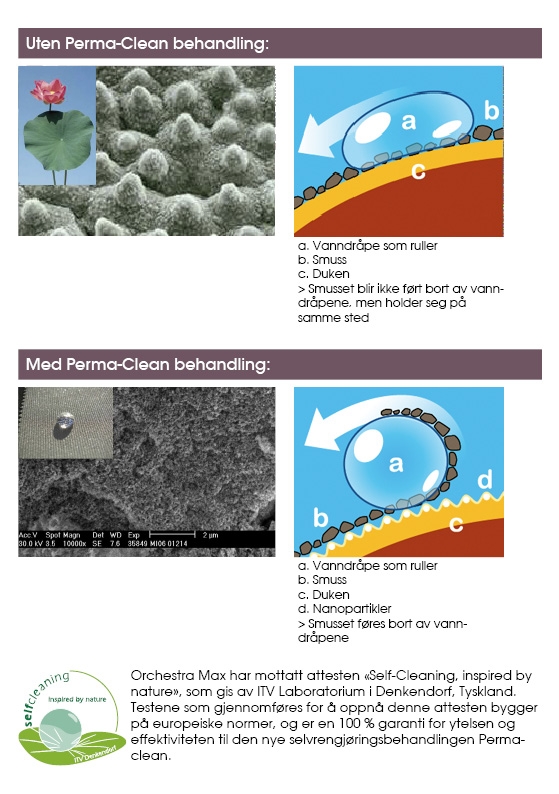 Uten Perma-Clean behandling:
a
b
c
a. Vanndråpe som ruller
b. Smuss
c. Duken
> Smusset blir ikke ført bort av vann-
dråpene, men holder seg på
samme sted
Med Perma-Clean behandling:
a
d
b
c
Acc.V Spot Magn Det WD Exp 2 µm
30.0 kV 3.5 10000x SE 7.6 35849 MI06 01214
a. Vanndråpe som ruller
b. Smuss
c. Duken
d. Nanopartikler
> Smusset føres bort av vann-
dråpene
selfcleaning
inspired by nature
ITV Denkendorf
Orchestra Max har mottatt attesten «Self-Cleaning, inspired by
nature», som gis av ITV Laboratorium i Denkendorf, Tyskland.
Testene som gjennomføres for å oppnå denne attesten bygger
på europeiske normer, og er en 100 % garanti for ytelsen og
effektiviteten til den nye selvrengjøringsbehandlingen Perma-
clean.